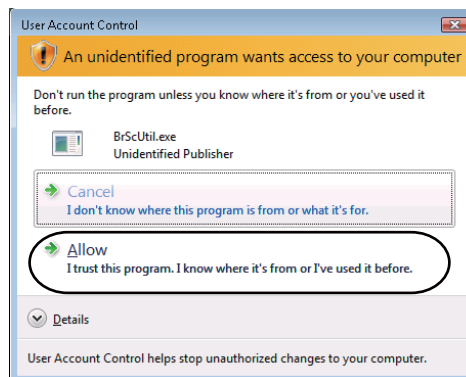 User Account Control
An unidentified program wants access to your computer
Don't run the program unless you know where it's from or you've used it
before.
BrScUtil.exe
Unidentified Publisher
Cancel
I don't know where this program is from or what it's for.
Allow
I trust this program. I know where it's from or I've used it before.
Details
User Account Control helps stop unauthorized changes to your computer.